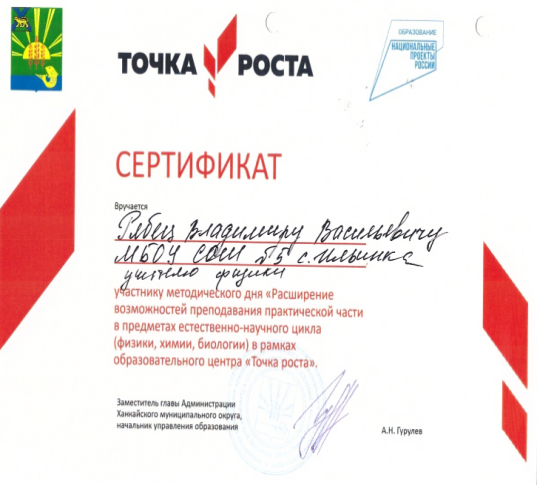 ТОЧКА РОСТА
ОБРАЗОВАНИЕ
НАЦИОНАЛЬНЫЕ
ПРОЕКТЫ
РОССИИ
СЕРТИФИКАТ
Вручается
Рябец Владимиру Васильевичу
МБОУ СОШ №5 с. Ильинка
учителю физики
участнику методического дня «Расширение
возможностей преподавания практической части
в предметах естественно-научного цикла
(физики, химии, биологии) в рамках
образовательного центра «Точка роста».
Заместитель главы Администрации
Ханкайского муниципального округа,
начальник управления образования
А.Н. Гурулев